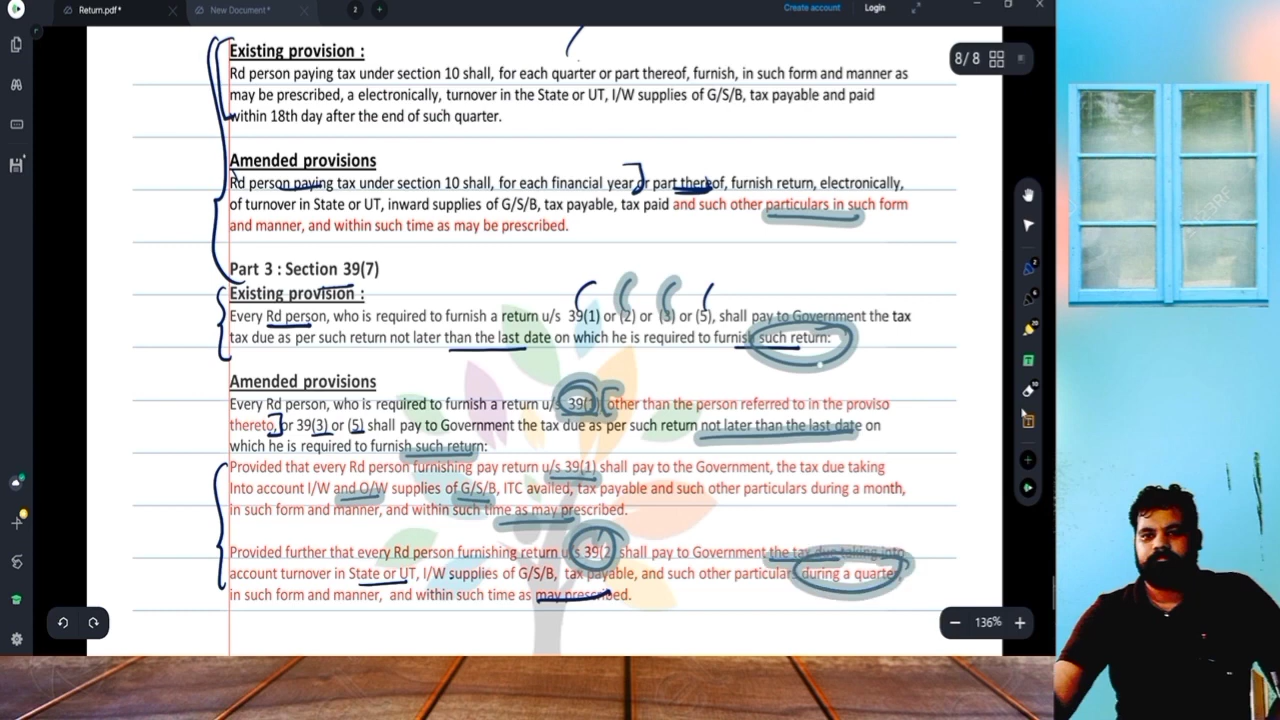 Return.pdf*
New Document*
2
Create account
Login
8/8
Existing provision :
Rd person paying tax under section 10 shall, for each quarter or part thereof, furnish, in such form and manner as
may be prescribed, a electronically, turnover in the State or UT, I/W supplies of G/S/B, tax payable and paid
within 18th day after the end of such quarter.
Amended provisions
Rd person paying tax under section 10 shall, for each financial year or part thereof, furnish return, electronically,
of turnover in State or UT, inward supplies of G/S/B, tax payable, tax paid and such other particulars in such form
and manner, and within such time as may be prescribed.
Part 3 : Section 39(7)
Existing provision :
Every Rd person, who is required to furnish a return u/s 39(1) or (2) or (3) or (5), shall pay to Government the tax
tax due as per such return not later than the last date on which he is required to furnish such return:
Amended provisions
Every Rd person, who is required to furnish a return u/s 39(1) other than the person referred to in the proviso
thereto, or 39(3) or (5) shall pay to Government the tax due as per such return not later than the last date on
which he is required to furnish such return:
Provided that every Rd person furnishing pay return u/s 39(1) shall pay to the Government, the tax due taking
Into account I/W and O/W supplies of G/S/B, ITC availed, tax payable and such other particulars during a month,
in such form and manner, and within such time as may prescribed.
Provided further that every Rd person furnishing return u/s 39(2) shall pay to Government the tax due taking into
account turnover in State or UT, I/W supplies of G/S/B, tax payable, and such other particulars during a quarter,
in such form and manner, and within such time as may prescribed.
136%